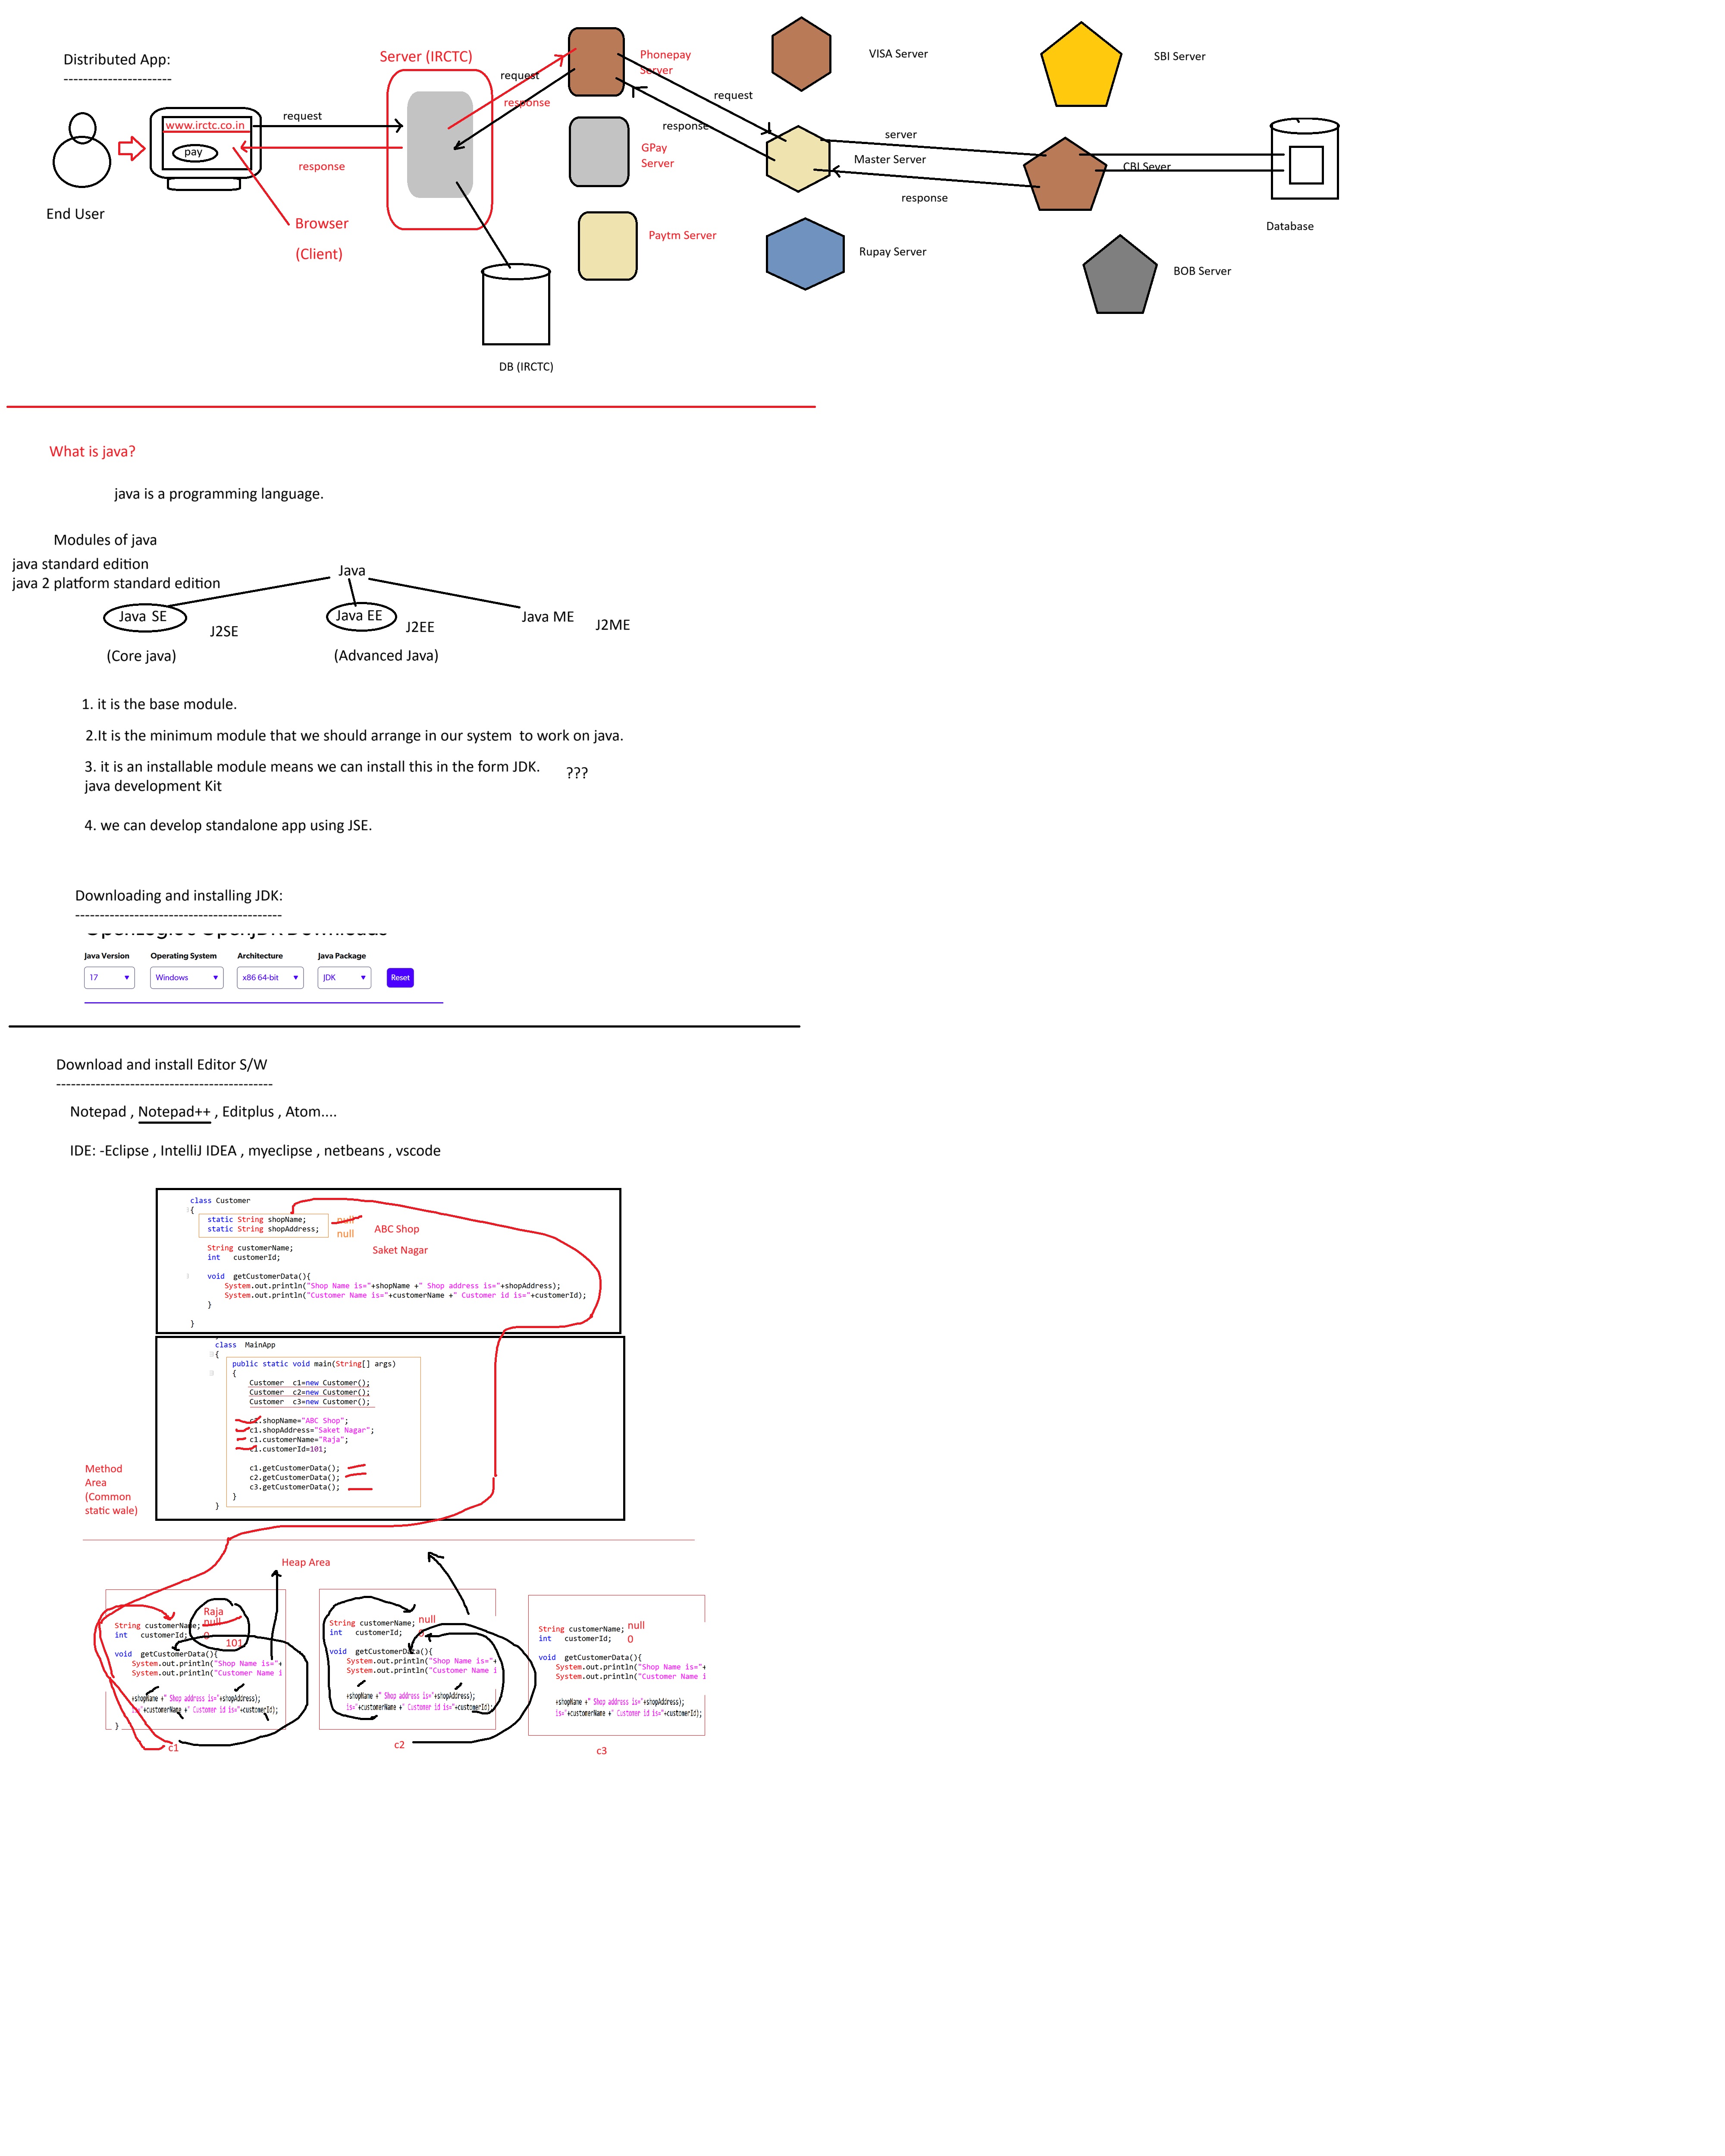 Distributed App:
----------------------
End User
www.irctc.co.in
pay
request
response
Browser
(Client)
Server (IRCTC)
DB (IRCTC)
request
response
Phonepay
Server
GPay
Server
Paytm Server
request
response
VISA Server
Master Server
Rupay Server
server
response
SBI Server
CBI Sever
BOB Server
Database
What is java?
java is a programming language.
Modules of java
java standard edition
java 2 platform standard edition
Java
Java SE
J2SE
Java EE
J2EE
Java ME
J2ME
(Core java)
(Advanced Java)
1. it is the base module.
2.It is the minimum module that we should arrange in our system to work on java.
3. it is an installable module means we can install this in the form JDK. ???
java development Kit
4. we can develop standalone app using JSE.
Downloading and installing JDK:
------------------------------------------
OpenLogic's OpenJDK Downloads
Java Version Operating System Architecture Java Package
17 Windows x86 64-bit JDK Reset
Download and install Editor S/W
--------------------------------------------
Notepad , Notepad++ , Editplus , Atom....
IDE: -Eclipse , IntelliJ IDEA , myeclipse , netbeans , vscode
class Customer
{
static String shopName; null
static String shopAddress; null
ABC Shop
Saket Nagar
String customerName;
int customerId;
void getCustomerData(){
System.out.println("Shop Name is="+shopName +" Shop address is="+shopAddress);
System.out.println("Customer Name is="+customerName +" Customer id is="+customerId);
}
}
class MainApp
{
public static void main(String[] args)
{
Customer c1=new Customer();
Customer c2=new Customer();
Customer c3=new Customer();
c1.shopName="ABC Shop";
c1.shopAddress="Saket Nagar";
c1.customerName="Raja";
c1.customerId=101;
c1.getCustomerData();
c2.getCustomerData();
c3.getCustomerData();
}
}
Method
Area
(Common
static wale)
Heap Area
Raja
null
String customerName;
int customerId; 0
101
void getCustomerData(){
System.out.println("Shop Name is="+
System.out.println("Customer Name i
+shopName +" Shop address is="+shopAddress);
is="+customerName +" Customer id is="+customerId);
}
c1
String customerName; null
int customerId; 0
void getCustomerData(){
System.out.println("Shop Name is="+
System.out.println("Customer Name i
+shopName +" Shop address is="+shopAddress);
is="+customerName +" Customer id is="+customerId);
c2
String customerName; null
int customerId; 0
void getCustomerData(){
System.out.println("Shop Name is="+
System.out.println("Customer Name i
+shopName +" Shop address is="+shopAddress);
is="+customerName +" Customer id is="+customerId);
c3